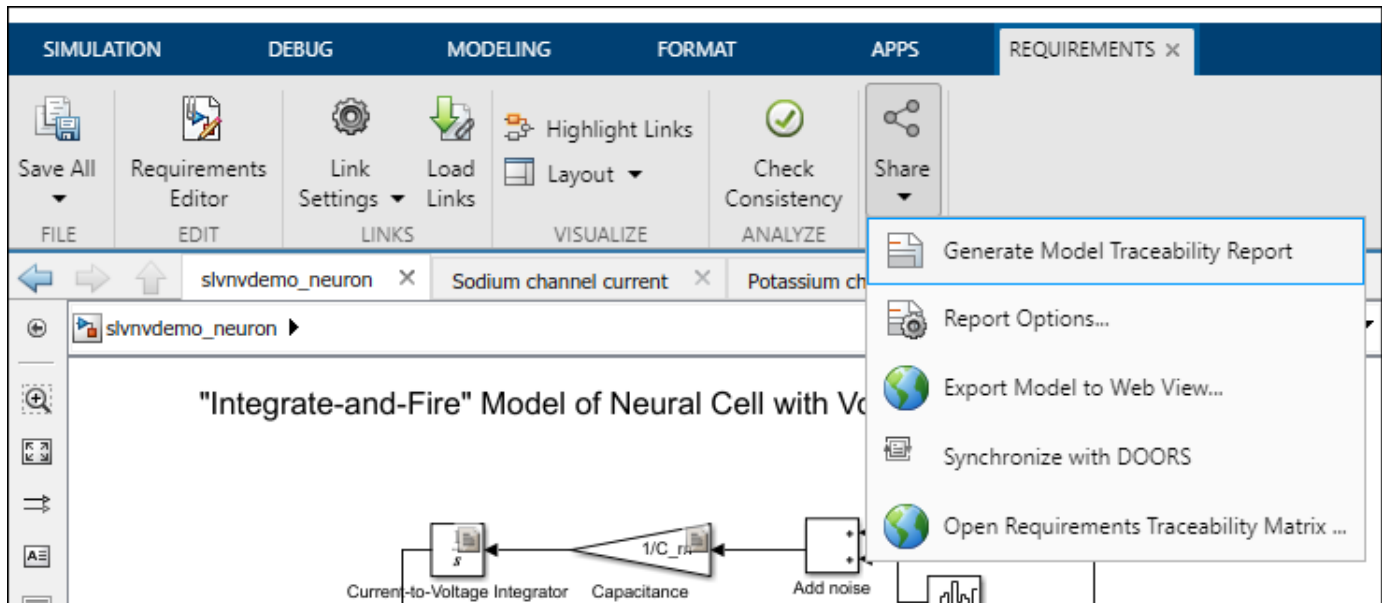 SIMULATION DEBUG MODELING FORMAT APPS REQUIREMENTS
Save All
Requirements
Editor
Link
Settings
Load
Links
Highlight Links
Layout
Check
Consistency
Share
FILE EDIT LINKS VISUALIZE ANALYZE
Generate Model Traceability Report
Report Options...
Export Model to Web View...
Synchronize with DOORS
Open Requirements Traceability Matrix ...
slvnvdemo_neuron Sodium channel current Potassium ch
slvnvdemo_neuron
"Integrate-and-Fire" Model of Neural Cell with Vo
A
1
s
1/C_m
+
+
Current-to-Voltage Integrator Capacitance Add noise